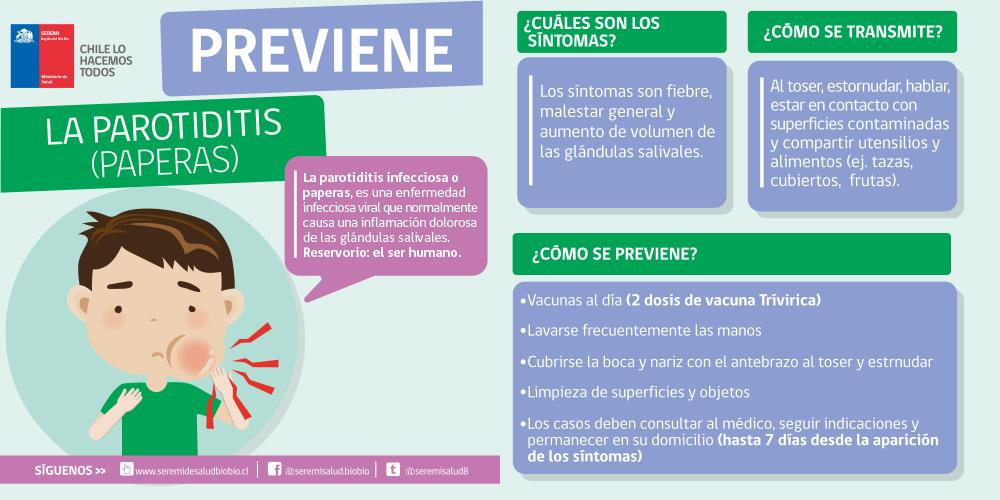 SEREMI
Región del Bío Bío
Ministerio de
Salud
CHILE LO
HACEMOS
TODOS
PREVIENE
LA PAROTIDITIS
(PAPERAS)
La parotiditis infecciosa o
paperas, es una enfermedad
infecciosa viral que normalmente
causa una inflamación dolorosa
de las glándulas salivales.
Reservorio: el ser humano.
SÍGUENOS >>
www.seremidesaludbiobio.cl
@seremisalud.biobio
@seremisalud8
¿CUÁLES SON LOS
SÍNTOMAS?
Los síntomas son fiebre,
malestar general y
aumento de volumen de
las glándulas salivales.
¿CÓMO SE TRANSMITE?
Al toser, estornudar, hablar,
estar en contacto con
superficies contaminadas
y compartir utensilios y
alimentos (ej. tazas,
cubiertos, frutas).
¿CÓMO SE PREVIENE?
•Vacunas al día (2 dosis de vacuna Trívirica)
•Lavarse frecuentemente las manos
•Cubrirse la boca y nariz con el antebrazo al toser y estrnudar
•Limpieza de superficies y objetos
•Los casos deben consultar al médico, seguir indicaciones y
permanecer en su domicilio (hasta 7 días desde la aparición
de los síntomas)